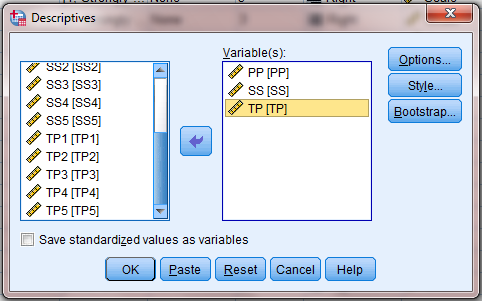 Descriptives
Variable(s):
SS2 [SS2]
SS3 [SS3]
SS4 [SS4]
SS5 [SS5]
TP1 [TP1]
TP2 [TP2]
TP3 [TP3]
TP4 [TP4]
TP5 [TP5]
PP [PP]
SS [SS]
TP [TP]
Options...
Style...
Bootstrap...
Save standardized values as variables
OK Paste Reset Cancel Help